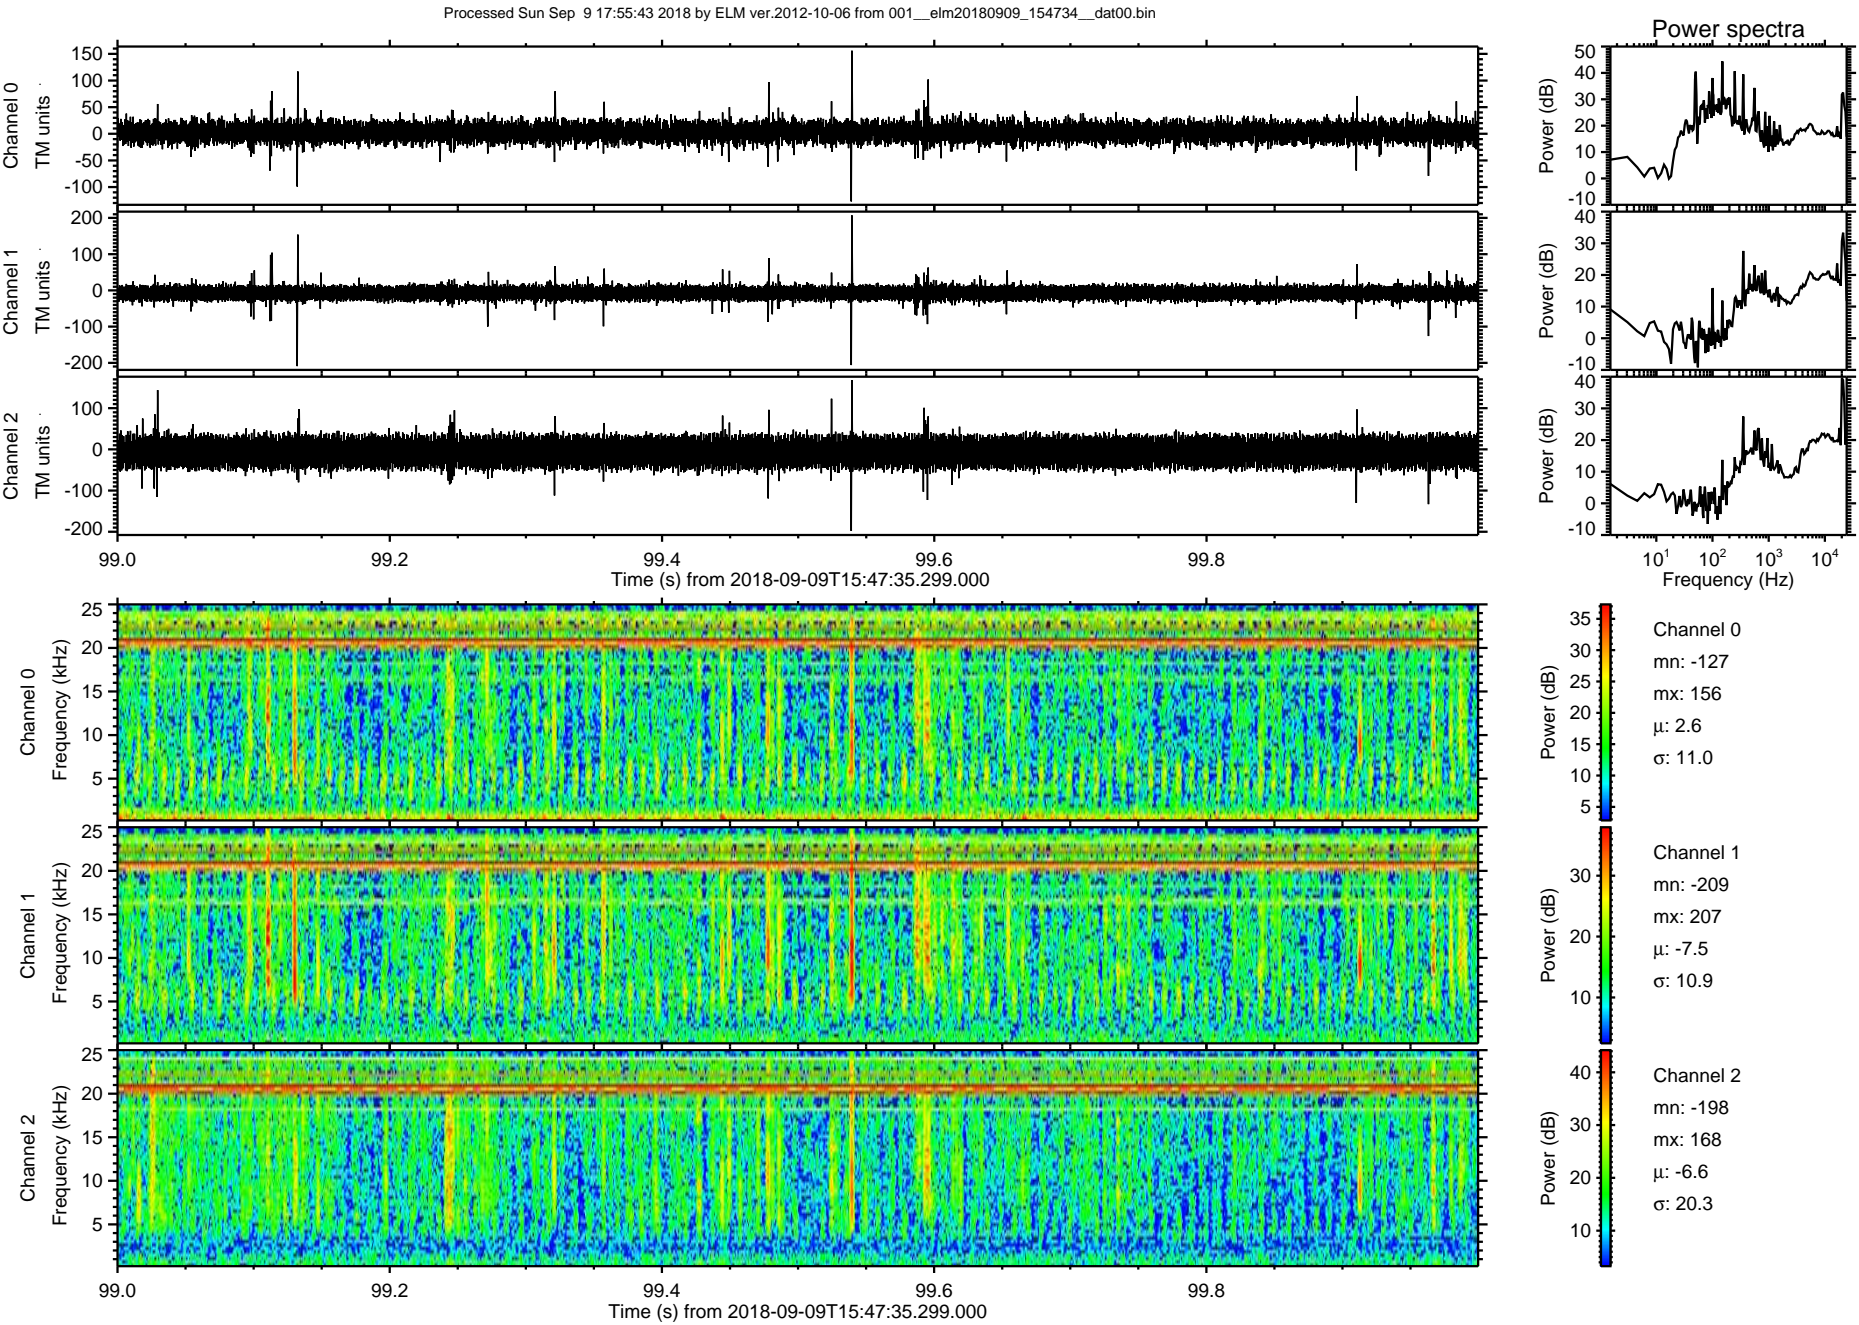 Processed Sun Sep 9 17:55:43 2018 by ELM ver.2012-10-06 from 001__elm20180909_154734__dat00.bin
Power spectra
Channel 0
TM units
150
100
50
0
-50
-100
Power (dB)
50
40
30
20
10
0
-10
Channel 1
TM units
200
100
0
-100
-200
Power (dB)
40
30
20
10
0
-10
Channel 2
TM units
100
0
-100
-200
Power (dB)
40
30
20
10
0
-10
99.0 99.2 99.4 99.6 99.8
Time (s) from 2018-09-09T15:47:35.299.000
10^1 10^2 10^3 10^4
Frequency (Hz)
Channel 0
Frequency (kHz)
25
20
15
10
5
Power (dB)
35
30
25
20
15
10
5
Channel 0
mn: -127
mx: 156
μ: 2.6
σ: 11.0
Channel 1
Frequency (kHz)
25
20
15
10
5
Power (dB)
30
20
10
Channel 1
mn: -209
mx: 207
μ: -7.5
σ: 10.9
Channel 2
Frequency (kHz)
25
20
15
10
5
Power (dB)
40
30
20
10
Channel 2
mn: -198
mx: 168
μ: -6.6
σ: 20.3
99.0 99.2 99.4 99.6 99.8
Time (s) from 2018-09-09T15:47:35.299.000